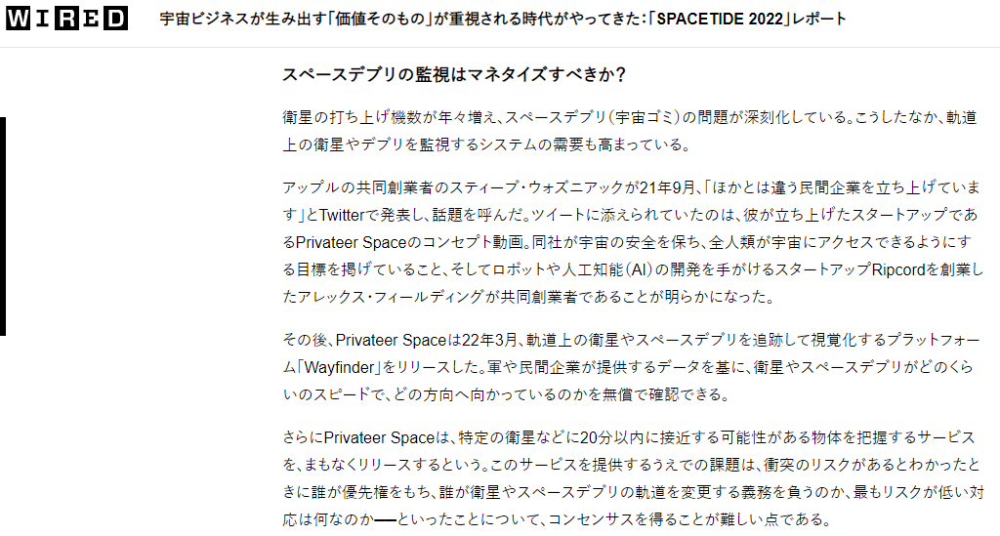 WIRED 宇宙ビジネスが生み出す「価値そのもの」が重視される時代がやってきた：「SPACETIDE 2022」レポート
スペースデブリの監視はマネタイズすべきか？
衛星の打ち上げ機数が年々増え、スペースデブリ（宇宙ゴミ）の問題が深刻化している。こうしたなか、軌道
上の衛星やデブリを監視するシステムの需要も高まっている。
アップルの共同創業者のスティーブ・ウォズニアックが21年9月、「ほかとは違う民間企業を立ち上げていま
す」とTwitterで発表し、話題を呼んだ。ツイートに添えられていたのは、彼が立ち上げたスタートアップであ
るPrivateer Spaceのコンセプト動画。同社が宇宙の安全を保ち、全人類が宇宙にアクセスできるようにす
る目標を掲げていること、そしてロボットや人工知能（AI）の開発を手がけるスタートアップRipcordを創業し
たアレックス・フィールディングが共同創業者であることが明らかになった。
その後、Privateer Spaceは22年3月、軌道上の衛星やスペースデブリを追跡して視覚化するプラットフォー
ム「Wayfinder」をリリースした。軍や民間企業が提供するデータを基に、衛星やスペースデブリがどのくら
いのスピードで、どの方向へ向かっているのかを無償で確認できる。
さらにPrivateer Spaceは、特定の衛星などに20分以内に接近する可能性がある物体を把握するサービス
を、まもなくリリースするという。このサービスを提供するうえでの課題は、衝突のリスクがあるとわかったと
きに誰が優先権をもち、誰が衛星やスペースデブリの軌道を変更する義務を負うのか、最もリスクが低い対
応は何なのか──といったことについて、コンセンサスを得ることが難しい点である。